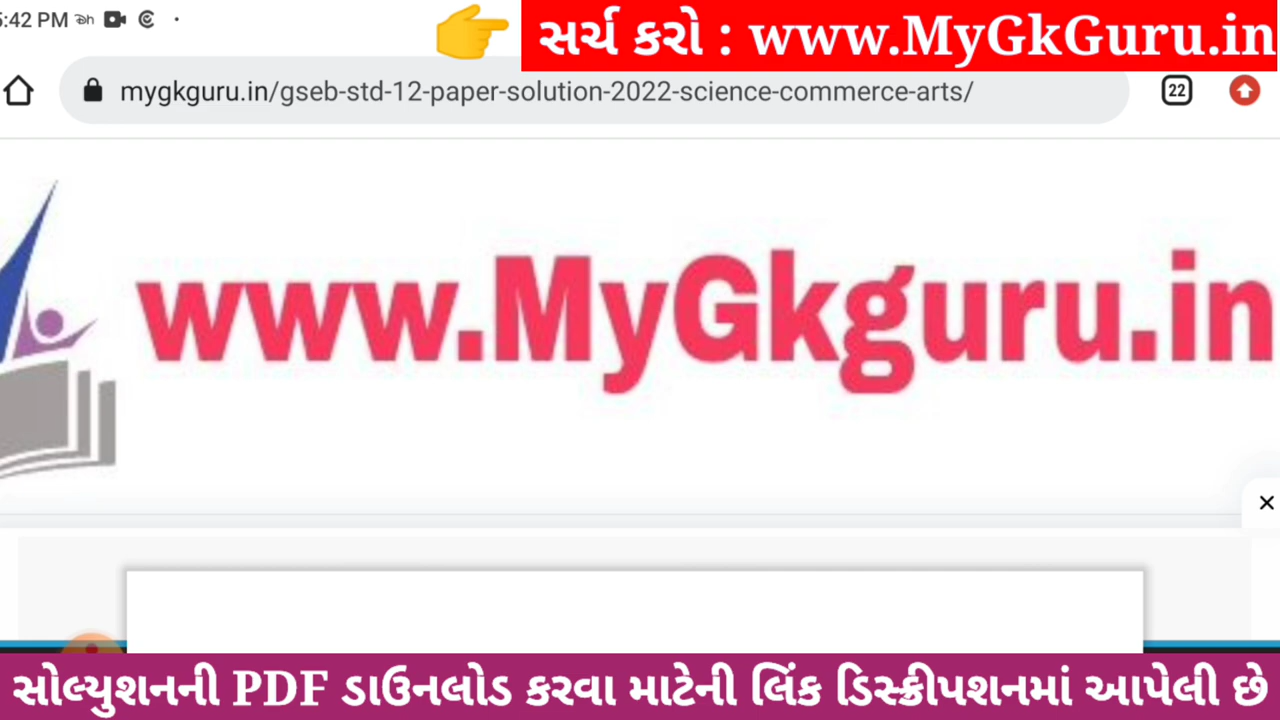 5:42 PM
👉 સર્ચ કરો : www.MyGkGuru.in
mygkguru.in/gseb-std-12-paper-solution-2022-science-commerce-arts/
22
www.MyGkguru.in
સોલ્યુશનની PDF ડાઉનલોડ કરવા માટેની લિંક ડિસ્ક્રીપશનમાં આપેલી છે